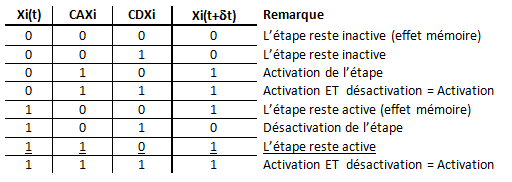 Xi(t) CAXi CDXi Xi(t+δt) Remarque
0 0 0 0 L'étape reste inactive (effet mémoire)
0 0 1 0 L'étape reste inactive
0 1 0 1 Activation de l'étape
0 1 1 1 Activation ET désactivation = Activation
1 0 0 1 L'étape reste active (effet mémoire)
1 0 1 0 Désactivation de l'étape
1 1 0 1 L'étape reste active
1 1 1 1 Activation ET désactivation = Activation